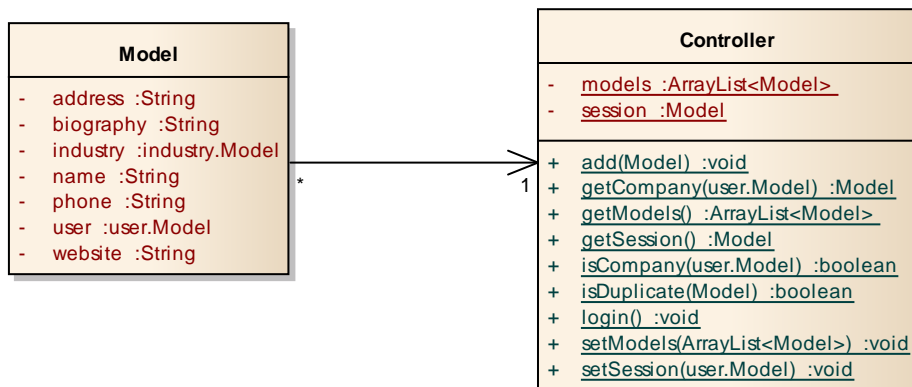 Model
- address :String
- biography :String
- industry :industry.Model
- name :String
- phone :String
- user :user.Model
- website :String
*
1
Controller
- models :ArrayList<Model>
- session :Model
+ add(Model) :void
+ getCompany(user.Model) :Model
+ getModels() :ArrayList<Model>
+ getSession() :Model
+ isCompany(user.Model) :boolean
+ isDuplicate(Model) :boolean
+ login() :void
+ setModels(ArrayList<Model>) :void
+ setSession(user.Model) :void